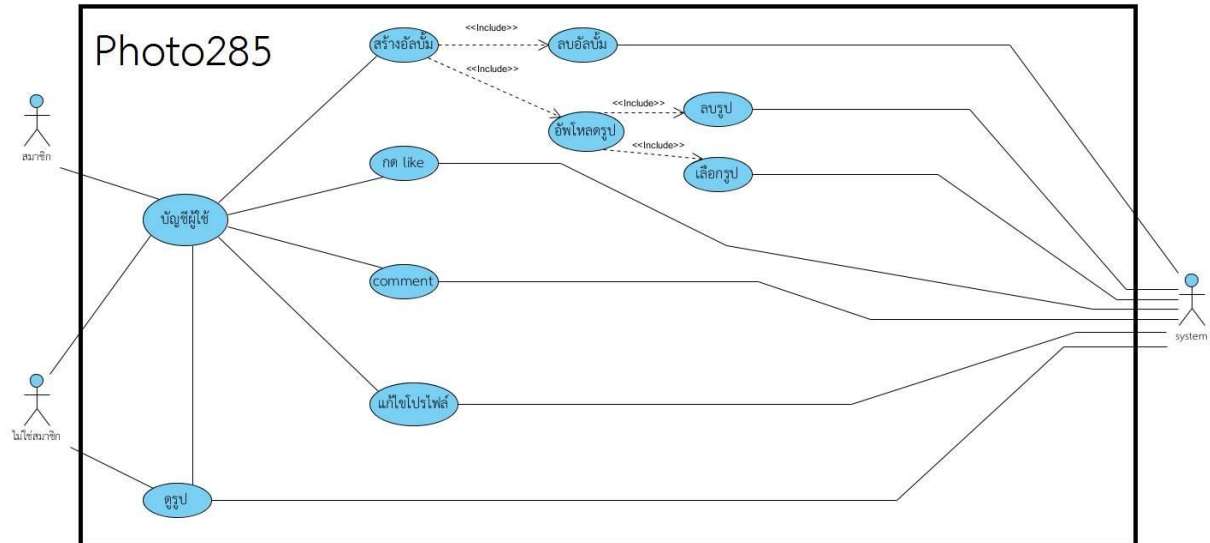 Photo285
สร้างอัลบั้ม
<<Include>>
ลบอัลบั้ม
<<Include>>
อัพโหลดรูป
<<Include>>
ลบรูป
<<Include>>
เลือกรูป
สมาชิก
กด like
บัญชีผู้ใช้
comment
system
แก้ไขโปรไฟล์
ไม่ใช่สมาชิก
ดูรูป